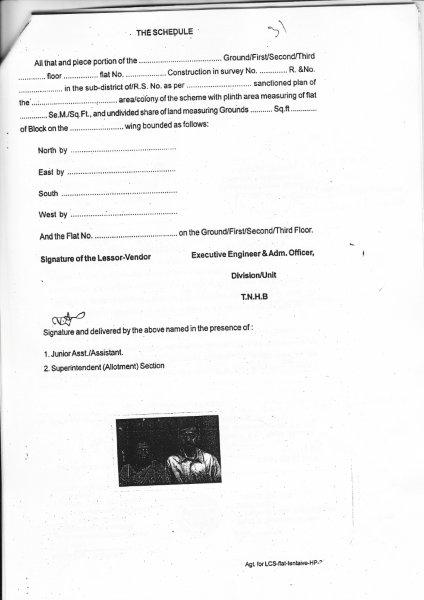 THE SCHEDULE
All that and piece portion of the .................................. Ground/First/Second/Third
........... floor .............. flat No. ................ Construction in survey No. ........... R. &No.
.................. in the sub-district of/R.S. No. as per .......................... sanctioned plan of
the .................................. area/colony of the scheme with plinth area measuring of flat
........... Se.M./Sq.Ft., and undivided share of land measuring Grounds ......... Sq.ft ..........
of Block on the ...................... wing bounded as follows:
North by ............................................
East by ............................................
South ................................................
West by ............................................
And the Flat No. .................................. on the Ground/First/Second/Third Floor.
Signature of the Lessor-Vendor
Executive Engineer & Adm. Officer,
Division/Unit
T.N.H.B
Signature and delivered by the above named in the presence of :
1. Junior Asst./Assistant.
2. Superintendent (Allotment) Section
Agt. for LCS-flat-tentaive-HP-